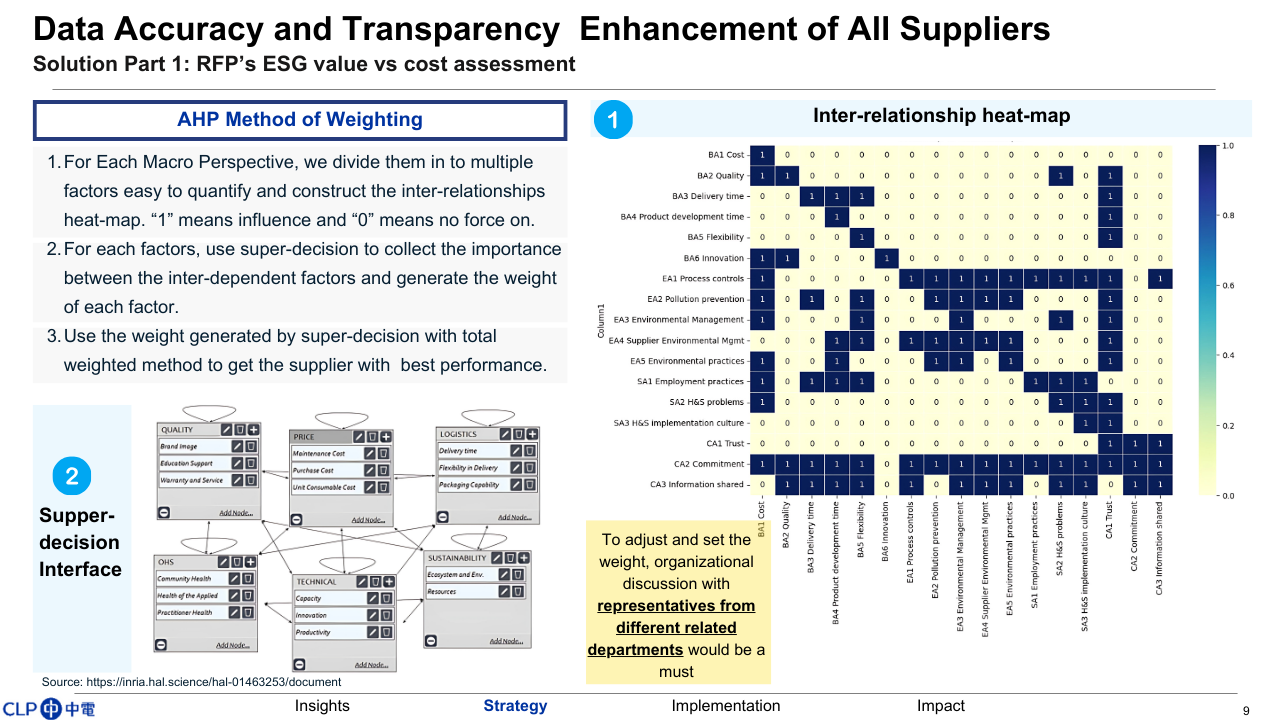 Data Accuracy and Transparency  Enhancement of All Suppliers
Solution Part 1: RFP’s ESG value vs cost assessment
AHP Method of Weighting
1. For Each Macro Perspective, we divide them in to multiple
factors easy to quantify and construct the inter-relationships
heat-map. “1” means influence and “0” means no force on.
2. For each factors, use super-decision to collect the importance
between the inter-dependent factors and generate the weight
of each factor.
3. Use the weight generated by super-decision with total
weighted method to get the supplier with  best performance.
2
Supper-
decision
Interface
QUALITY
Brand Image
Education Support
Warranty and Service
Add Node...
PRICE
Maintenance Cost
Purchase Cost
Unit Consumable Cost
Add Node...
LOGISTICS
Delivery time
Flexibility in Delivery
Packaging Capability
Add Node...
OHS
Community Health
Health of the Applied
Practitioner Health
Add Node...
TECHNICAL
Capacity
Innovation
Productivity
Add Node...
SUSTAINABILITY
Ecosystem and Env.
Resources
Add Node...
Source: https://inria.hal.science/hal-01463253/document
1
Inter-relationship heat-map
Column1
BA1 Cost 1 0 0 0 0 0 0 0 0 0 0 0 0 0 0 0 0
BA2 Quality 1 1 0 0 0 0 0 0 0 0 0 0 1 0 1 0 0
BA3 Delivery time 0 0 1 1 1 0 0 0 0 0 0 0 0 0 1 0 0
BA4 Product development time 0 0 0 1 0 0 0 0 0 0 0 0 0 0 1 0 0
BA5 Flexibility 0 0 0 0 1 0 0 0 0 0 0 0 0 0 1 0 0
BA6 Innovation 1 1 0 0 0 1 0 0 0 0 0 0 0 0 0 0 0
EA1 Process controls 1 0 0 0 0 0 1 1 1 1 1 1 1 1 1 0 1
EA2 Pollution prevention 1 0 1 0 1 0 0 1 1 1 1 0 0 0 1 0 0
EA3 Environmental Management 1 0 0 0 1 0 0 0 1 0 0 0 1 0 1 0 0
EA4 Supplier Environmental Mgmt 0 0 0 1 1 0 1 1 1 1 1 0 0 0 1 0 0
EA5 Environmental practices 1 0 0 1 0 0 0 1 1 0 1 0 0 0 1 0 0
SA1 Employment practices 1 0 1 1 1 0 0 0 0 0 0 1 1 1 0 0 0
SA2 H&S problems 1 0 0 0 0 0 0 0 0 0 0 0 1 1 1 0 0
SA3 H&S implementation culture 0 0 0 0 0 0 0 0 0 0 0 0 0 1 1 0 0
CA1 Trust 0 0 0 0 0 0 0 0 0 0 0 0 0 0 1 1 1
CA2 Commitment 1 1 1 1 1 0 1 1 1 1 1 1 1 1 1 1 1
CA3 Information shared 0 1 1 1 1 0 1 0 1 1 1 0 1 1 0 1 1
BA1 Cost
BA2 Quality
BA3 Delivery time
BA4 Product development time
BA5 Flexibility
BA6 Innovation
EA1 Process controls
EA2 Pollution prevention
EA3 Environmental Management
EA4 Supplier Environmental Mgmt
EA5 Environmental practices
SA1 Employment practices
SA2 H&S problems
SA3 H&S implementation culture
CA1 Trust
CA2 Commitment
CA3 Information shared
1.0
0.8
0.6
0.4
0.2
0.0
To adjust and set the
weight, organizational
discussion with
representatives from
different related
departments would be a
must
CLP 中電
Insights
Strategy
Implementation
Impact
9